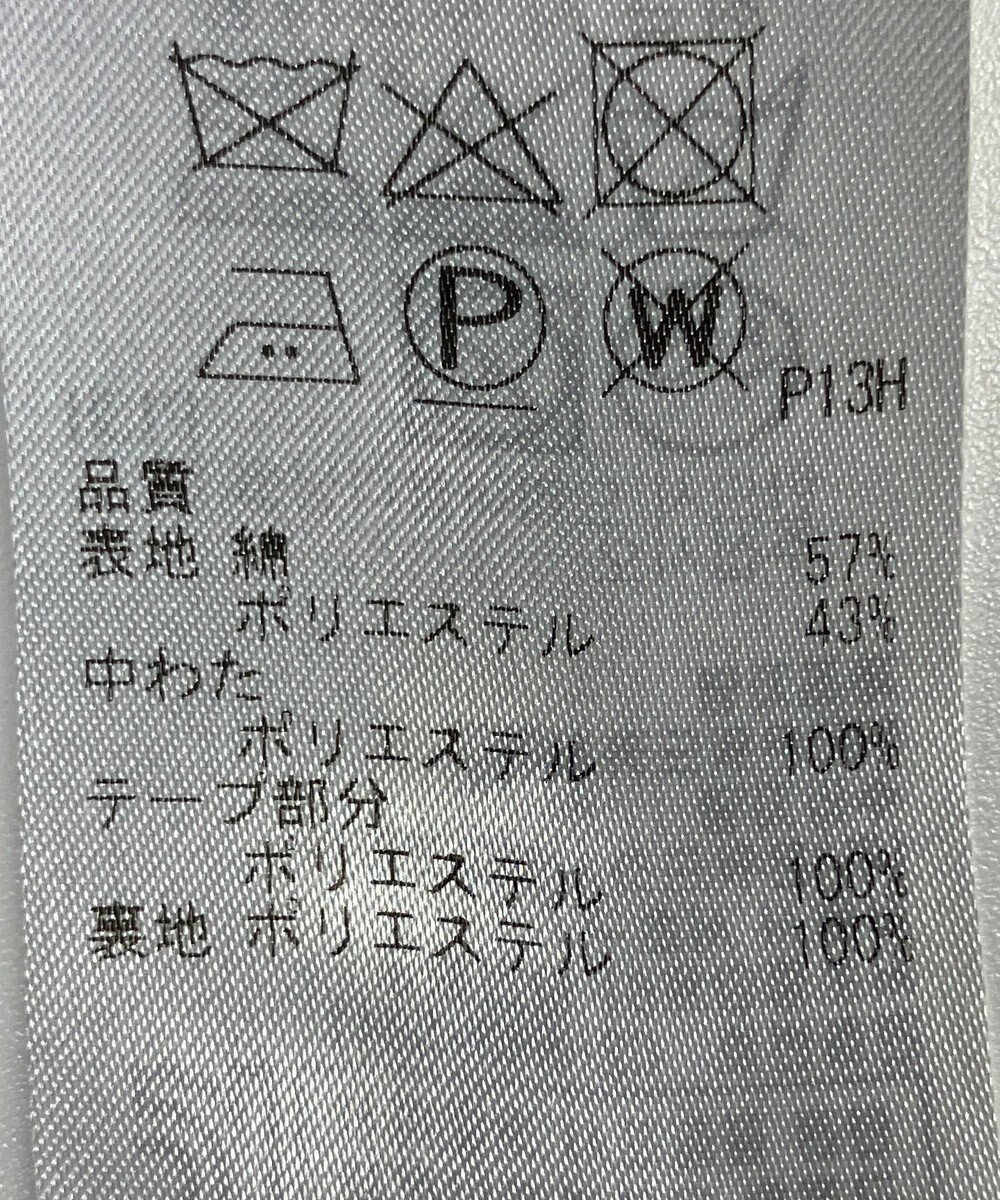 P W P13H
品質
表地 綿 57%
ポリエステル 43%
中わた
ポリエステル 100%
テープ部分
ポリエステル 100%
裏地 ポリエステル 100%